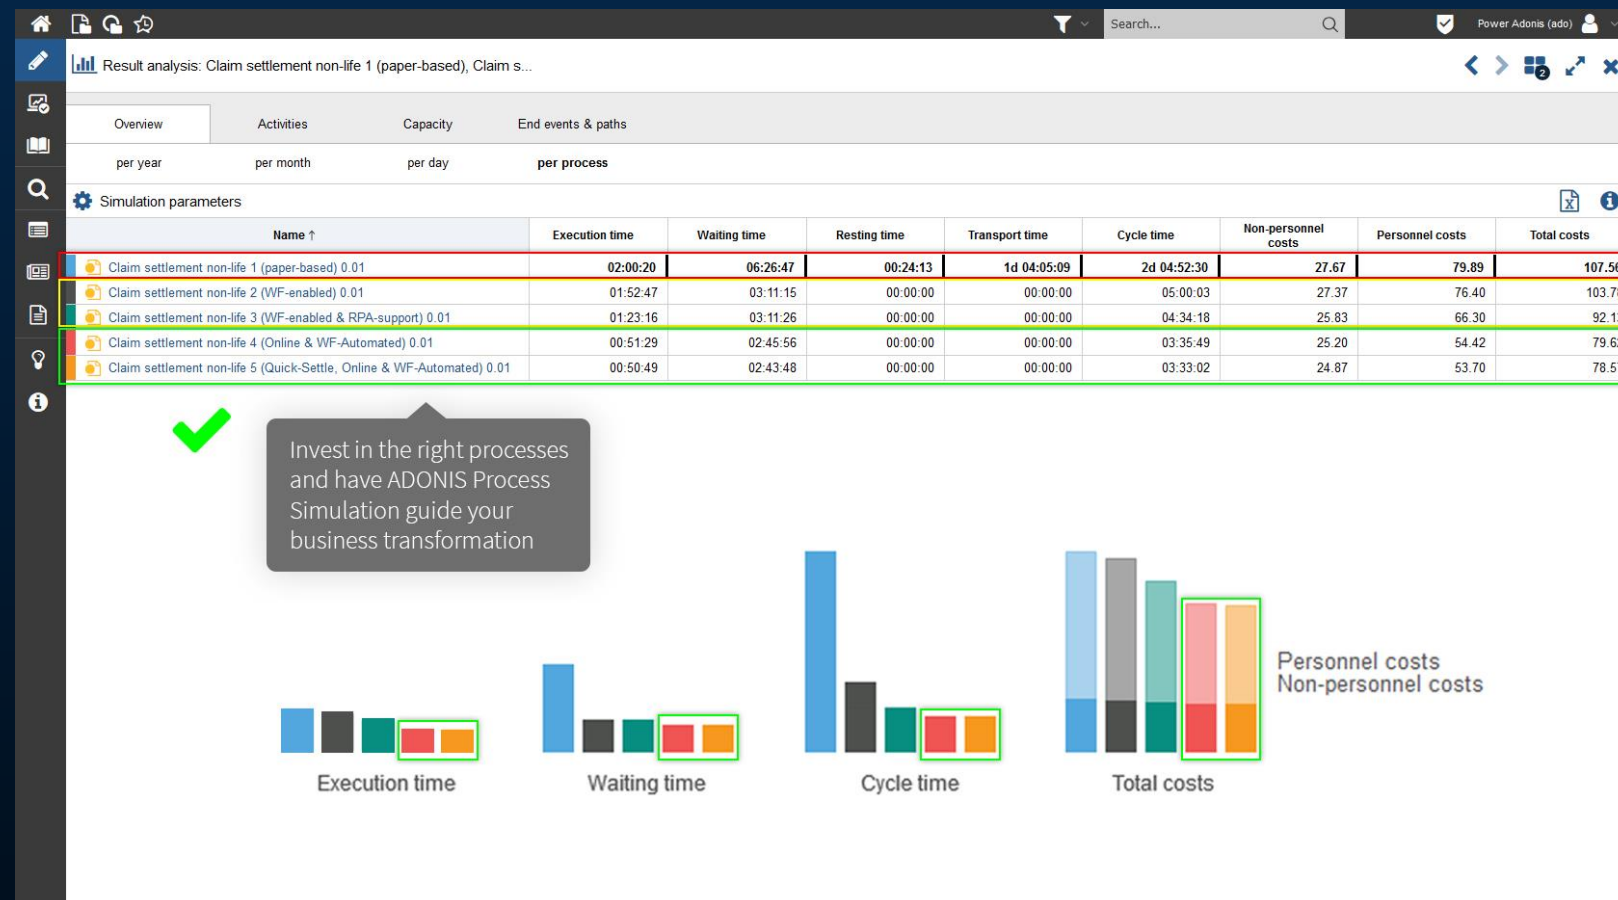 Search...
Power Adonis (ado)
Result analysis: Claim settlement non-life 1 (paper-based), Claim s...
2
Overview Activities Capacity End events & paths
per year per month per day per process
Simulation parameters
Name ↑ Execution time Waiting time Resting time Transport time Cycle time Non-personnel costs Personnel costs Total costs
Claim settlement non-life 1 (paper-based) 0.01 02:00:20 06:26:47 00:24:13 1d 04:05:09 2d 04:52:30 27.67 79.89 107.56
Claim settlement non-life 2 (WF-enabled) 0.01 01:52:47 03:11:15 00:00:00 00:00:00 05:00:03 27.37 76.40 103.7
Claim settlement non-life 3 (WF-enabled & RPA-support) 0.01 01:23:16 03:11:26 00:00:00 00:00:00 04:34:18 25.83 66.30 92.1
Claim settlement non-life 4 (Online & WF-Automated) 0.01 00:51:29 02:45:56 00:00:00 00:00:00 03:35:49 25.20 54.42 79.6
Claim settlement non-life 5 (Quick-Settle, Online & WF-Automated) 0.01 00:50:49 02:43:48 00:00:00 00:00:00 03:33:02 24.87 53.70 78.5
Invest in the right processes
and have ADONIS Process
Simulation guide your
business transformation
Personnel costs
Non-personnel costs
Execution time Waiting time Cycle time Total costs